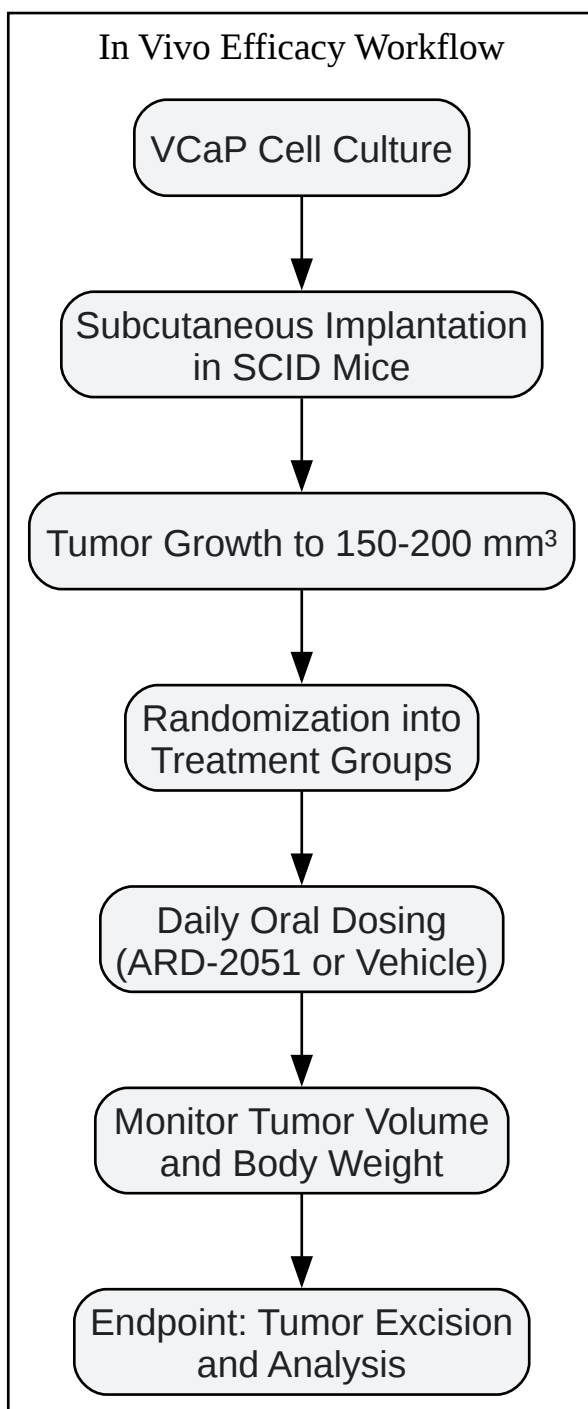 In Vivo Efficacy Workflow
VCaP Cell Culture
Subcutaneous Implantation
in SCID Mice
Tumor Growth to 150-200 mm³
Randomization into
Treatment Groups
Daily Oral Dosing
(ARD-2051 or Vehicle)
Monitor Tumor Volume
and Body Weight
Endpoint: Tumor Excision
and Analysis